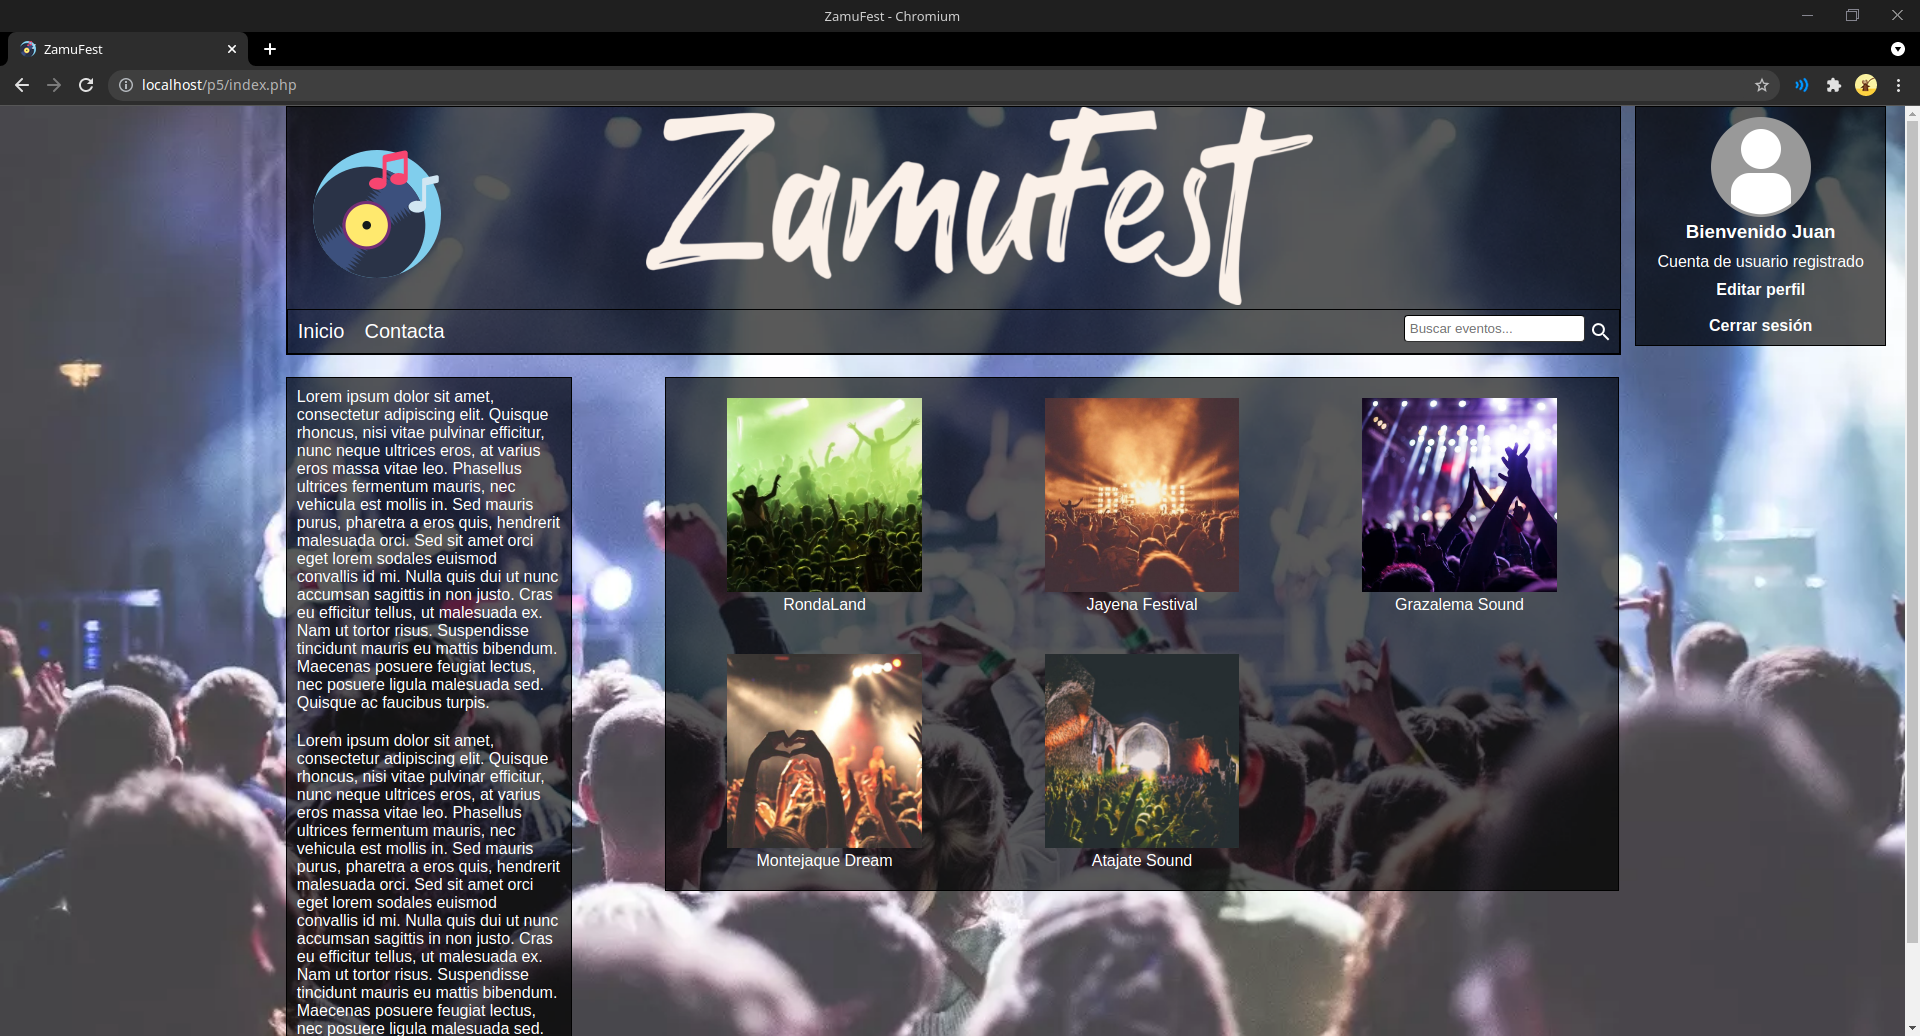 ZamuFest - Chromium
ZamuFest
localhost/p5/index.php
ZamuFest
Inicio Contacta
Buscar eventos...
Bienvenido Juan
Cuenta de usuario registrado
Editar perfil
Cerrar sesión
Lorem ipsum dolor sit amet,
consectetur adipiscing elit. Quisque
rhoncus, nisi vitae pulvinar efficitur,
nunc neque ultrices eros, at varius
eros massa vitae leo. Phasellus
ultrices fermentum mauris, nec
vehicula est mollis in. Sed mauris
purus, pharetra a eros quis, hendrerit
malesuada orci. Sed sit amet orci
eget lorem sodales euismod
convallis id mi. Nulla quis dui ut nunc
accumsan sagittis in non justo. Cras
eu efficitur tellus, ut malesuada ex.
Nam ut tortor risus. Suspendisse
tincidunt mauris eu mattis bibendum.
Maecenas posuere feugiat lectus,
nec posuere ligula malesuada sed.
Quisque ac faucibus turpis.
Lorem ipsum dolor sit amet,
consectetur adipiscing elit. Quisque
rhoncus, nisi vitae pulvinar efficitur,
nunc neque ultrices eros, at varius
eros massa vitae leo. Phasellus
ultrices fermentum mauris, nec
vehicula est mollis in. Sed mauris
purus, pharetra a eros quis, hendrerit
malesuada orci. Sed sit amet orci
eget lorem sodales euismod
convallis id mi. Nulla quis dui ut nunc
accumsan sagittis in non justo. Cras
eu efficitur tellus, ut malesuada ex.
Nam ut tortor risus. Suspendisse
tincidunt mauris eu mattis bibendum.
Maecenas posuere feugiat lectus,
nec posuere ligula malesuada sed.
RondaLand
Jayena Festival
Grazalema Sound
Montejaque Dream
Atajate Sound